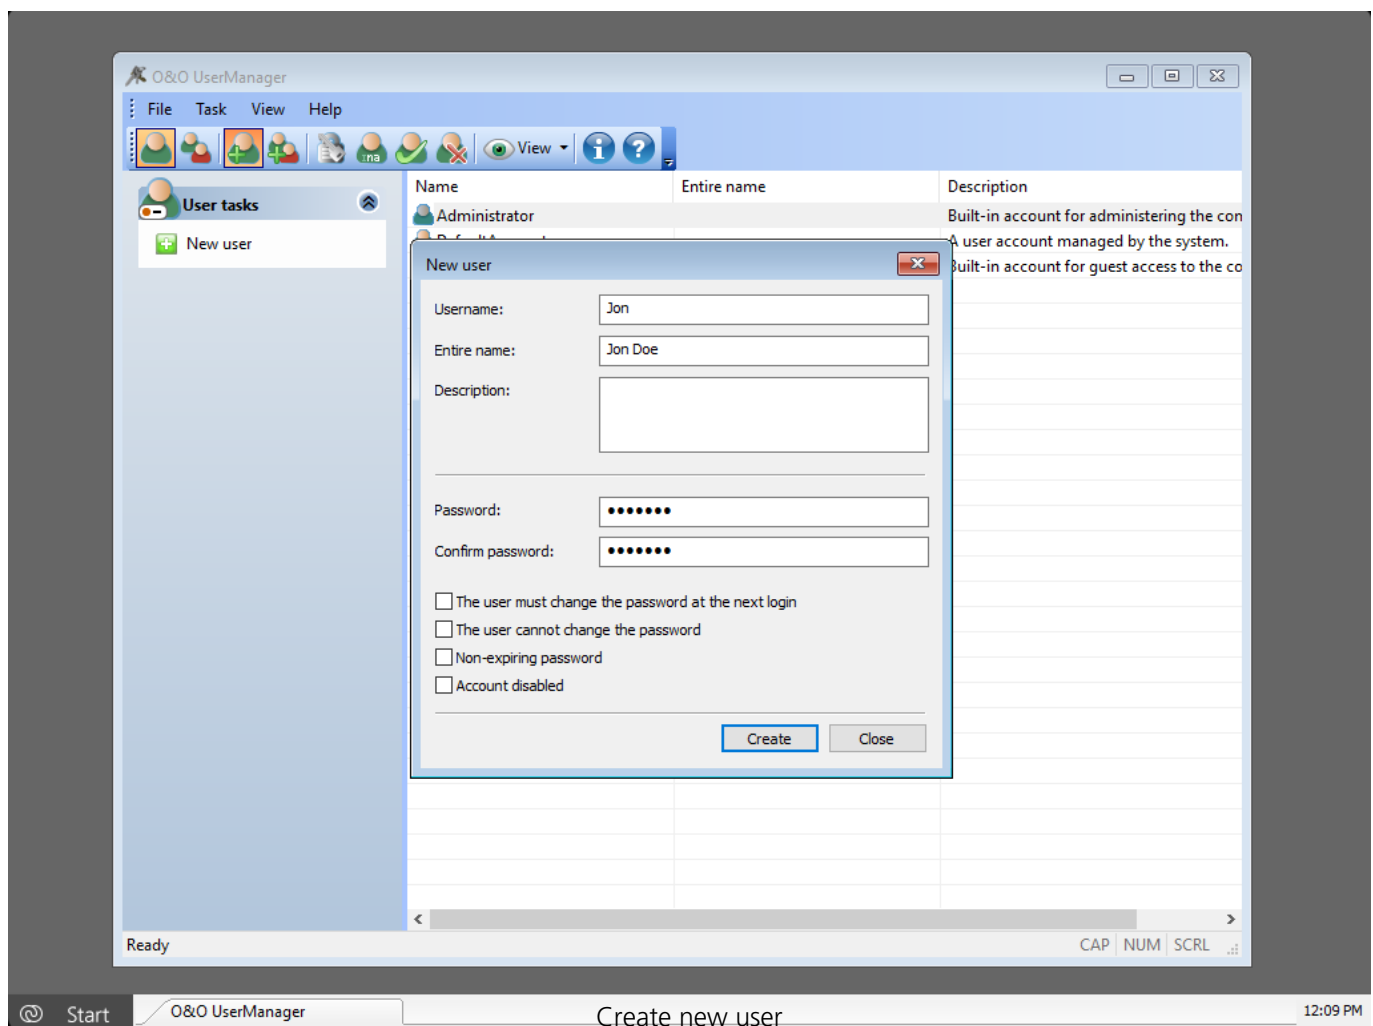 O&O UserManager
File Task View Help
:na View
User tasks
New user
Name Entire name Description
Administrator Built-in account for administering the con
DefaultAccount A user account managed by the system.
Built-in account for guest access to the co
New user
Username: Jon
Entire name: Jon Doe
Description:
Password: •••••••
Confirm password: •••••••
The user must change the password at the next login
The user cannot change the password
Non-expiring password
Account disabled
Create Close
Ready CAP NUM SCRL
Start O&O UserManager 12:09 PM
Create new user